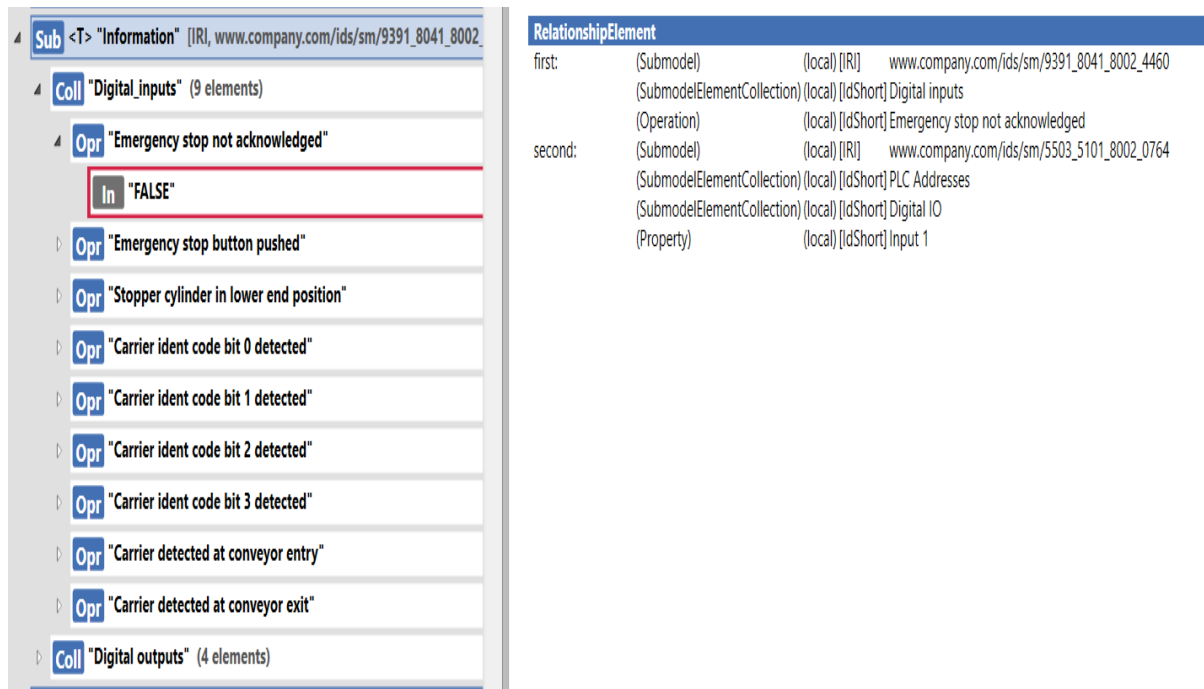 Sub <T> "Information" [IRI, www.company.com/ids/sm/9391_8041_8002_
Coll "Digital_inputs" (9 elements)
Opr "Emergency stop not acknowledged"
In "FALSE"
Opr "Emergency stop button pushed"
Opr "Stopper cylinder in lower end position"
Opr "Carrier ident code bit 0 detected"
Opr "Carrier ident code bit 1 detected"
Opr "Carrier ident code bit 2 detected"
Opr "Carrier ident code bit 3 detected"
Opr "Carrier detected at conveyor entry"
Opr "Carrier detected at conveyor exit"
Coll "Digital outputs" (4 elements)
RelationshipElement
first: (Submodel) (local) [IRI] www.company.com/ids/sm/9391_8041_8002_4460
(SubmodelElementCollection) (local) [IdShort] Digital inputs
(Operation) (local) [IdShort] Emergency stop not acknowledged
second: (Submodel) (local) [IRI] www.company.com/ids/sm/5503_5101_8002_0764
(SubmodelElementCollection) (local) [IdShort] PLC Addresses
(SubmodelElementCollection) (local) [IdShort] Digital IO
(Property) (local) [IdShort] Input 1